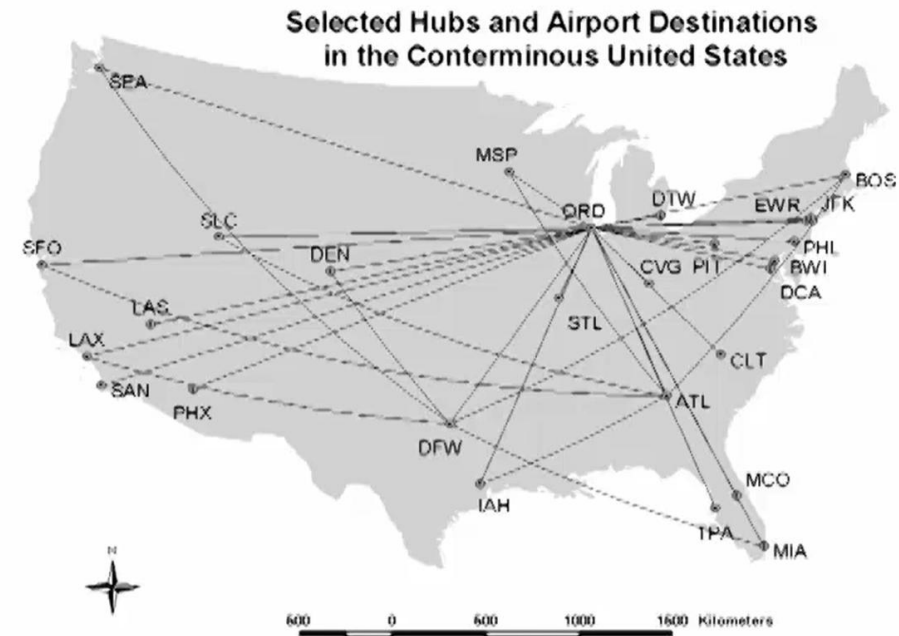 Selected Hubs and Airport Destinations
in the Conterminous United States
SEA
MSP
BOS
DTW
EWR
JFK
ORD
SLC
SFO
DEN
CVG
PIT
PHL
BWI
DCA
LAS
STL
LAX
CLT
SAN
PHX
ATL
DFW
MCO
IAH
TPA
MIA
N
600 0 600 1000 1600 Kilometers